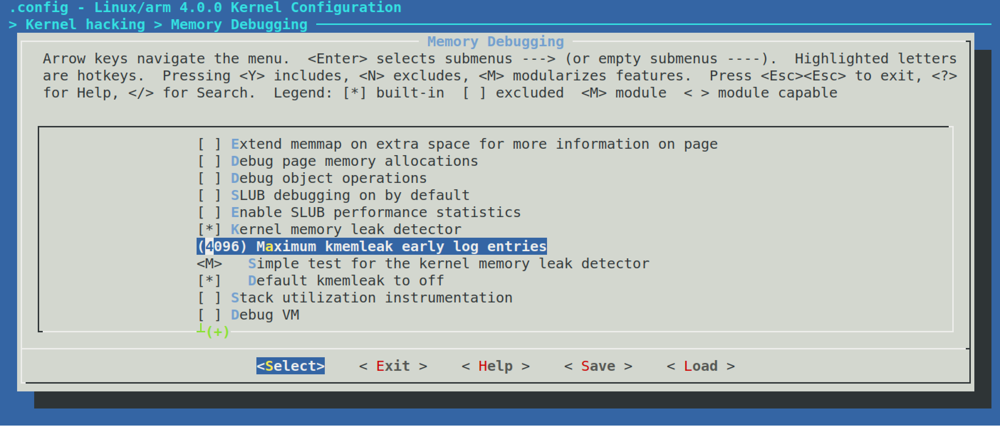 .config - Linux/arm 4.0.0 Kernel Configuration
> Kernel hacking > Memory Debugging
Memory Debugging
Arrow keys navigate the menu.  <Enter> selects submenus ---> (or empty submenus ----).  Highlighted letters
are hotkeys.  Pressing <Y> includes, <N> excludes, <M> modularizes features.  Press <Esc><Esc> to exit, <?>
for Help, </> for Search.  Legend: [*] built-in  [ ] excluded  <M> module  < > module capable
[ ] Extend memmap on extra space for more information on page
[ ] Debug page memory allocations
[ ] Debug object operations
[ ] SLUB debugging on by default
[ ] Enable SLUB performance statistics
[*] Kernel memory leak detector
(4096) Maximum kmemleak early log entries
<M>   Simple test for the kernel memory leak detector
[*]   Default kmemleak to off
[ ] Stack utilization instrumentation
[ ] Debug VM
┴(+)
<Select>    < Exit >    < Help >    < Save >    < Load >